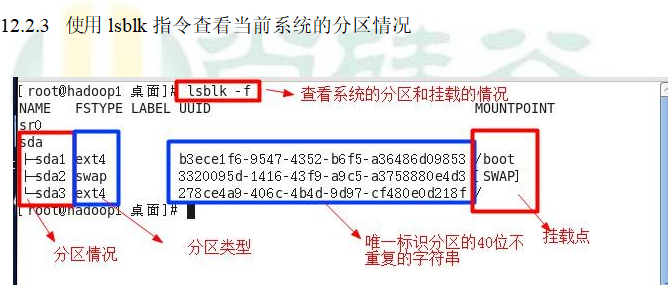 12.2.3 使用 lsblk 指令查看当前系统的分区情况
[root@hadoop1 桌面]# lsblk -f
查看系统的分区和挂载的情况
NAME FSTYPE LABEL UUID MOUNTPOINT
sr0
sda
├─sda1 ext4 b3ece1f6-9547-4352-b6f5-a36486d09853 /boot
├─sda2 swap 3320095d-1416-43f9-a9c5-a3758880e4d3 [SWAP]
└─sda3 ext4 278ce4a9-406c-4b4d-9d97-cf480e0d218f /
[root@hadoop1 桌面]#
分区情况
分区类型
唯一标识分区的40位不
重复的字符串
挂载点